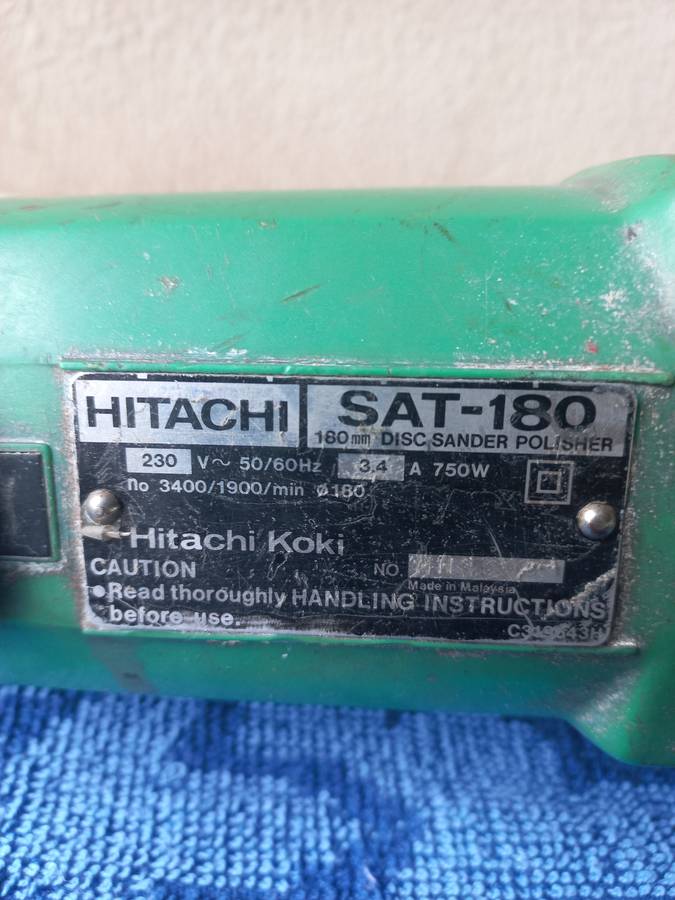 HITACHI
SAT-180
180mm DISC SANDER POLISHER
230 V~ 50/60Hz 3.4 A 750W
no 3400/1900/min ø180
Hitachi Koki
CAUTION
NO
Made in Malaysia
•Read thoroughly HANDLING INSTRUCTIONS
before use.